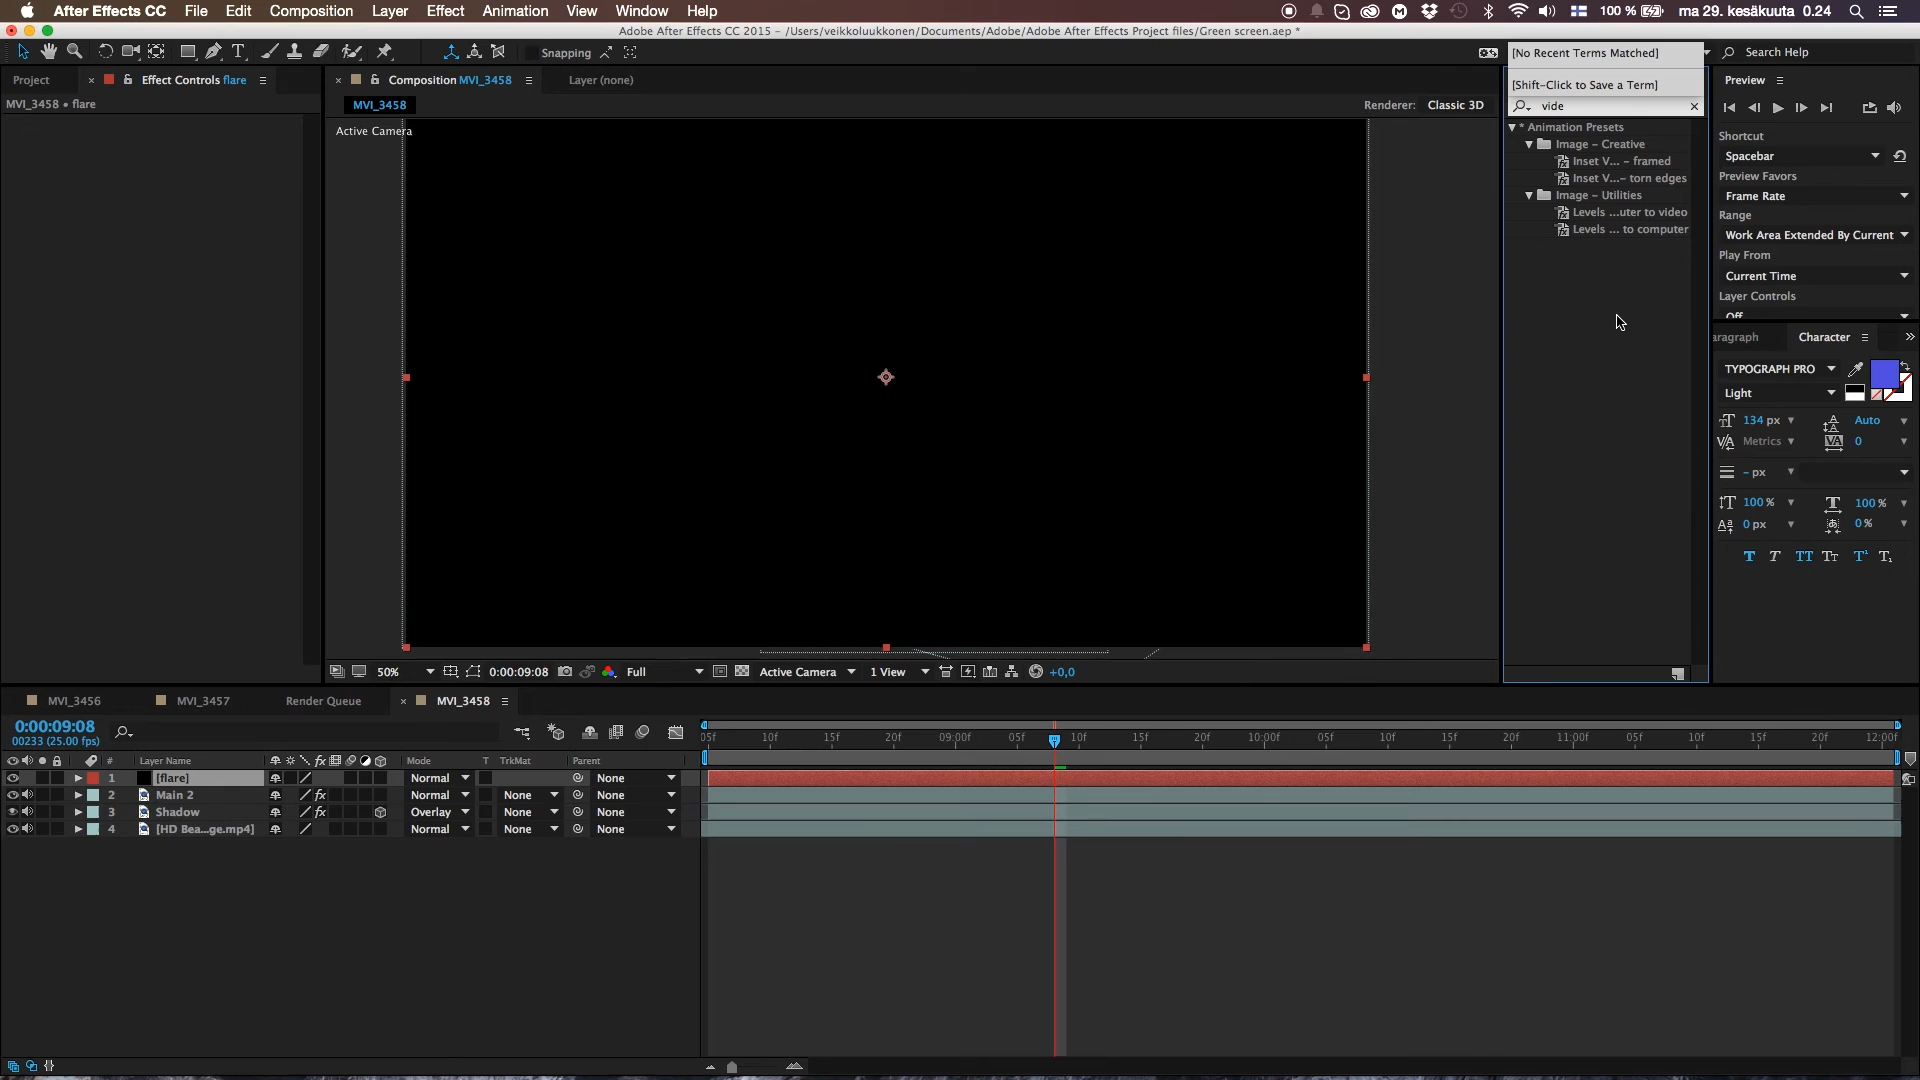 After Effects CC File Edit Composition Layer Effect Animation View Window Help 100 % ma 29. kesäkuuta 0.24
Adobe After Effects CC 2015 – /Users/veikkoluukkonen/Documents/Adobe/Adobe After Effects Project files/Green screen.aep *
Snapping
[No Recent Terms Matched]
Search Help
Project
Effect Controls flare
Composition MVI_3458
Layer (none)
[Shift-Click to Save a Term]
Preview
MVI_3458 • flare
MVI_3458
Renderer: Classic 3D
vide
Active Camera
* Animation Presets
Image – Creative
Inset V... – framed
Inset V...– torn edges
Image – Utilities
Levels ...uter to video
Levels ... to computer
Shortcut
Spacebar
Preview Favors
Frame Rate
Range
Work Area Extended By Current
Play From
Current Time
Layer Controls
Off
aragraph
Character
TYPOGRAPH PRO
Light
134 px
Auto
Metrics
0
– px
100 %
100 %
0 px
0 %
T T TT TT T¹ T₁
50% 0:00:09:08 Full Active Camera 1 View +0,0
MVI_3456 MVI_3457 Render Queue MVI_3458
0:00:09:08
00233 (25.00 fps)
05f 10f 15f 20f 09:00f 05f 10f 15f 20f 10:00f 05f 10f 15f 20f 11:00f 05f 10f 15f 20f 12:00f
# Layer Name Mode T TrkMat Parent
1 [flare] Normal None
2 Main 2 fx Normal None None
3 Shadow fx Overlay None None
4 [HD Bea...ge.mp4] Normal None None